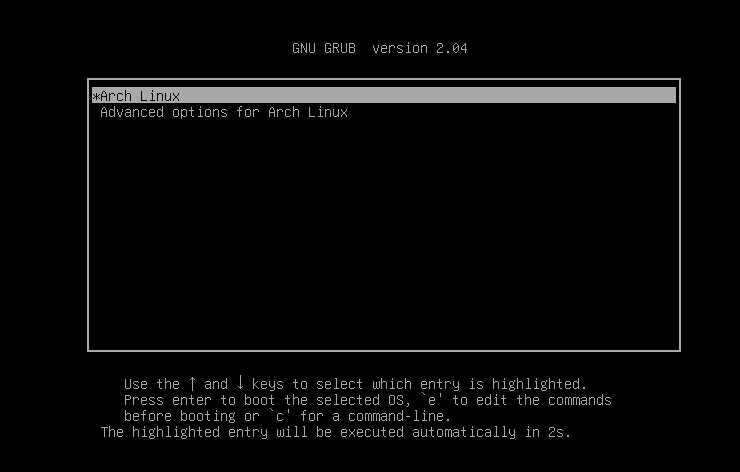 GNU GRUB  version 2.04
*Arch Linux
Advanced options for Arch Linux
Use the ↑ and ↓ keys to select which entry is highlighted.
Press enter to boot the selected OS, `e' to edit the commands
before booting or `c' for a command-line.
The highlighted entry will be executed automatically in 2s.